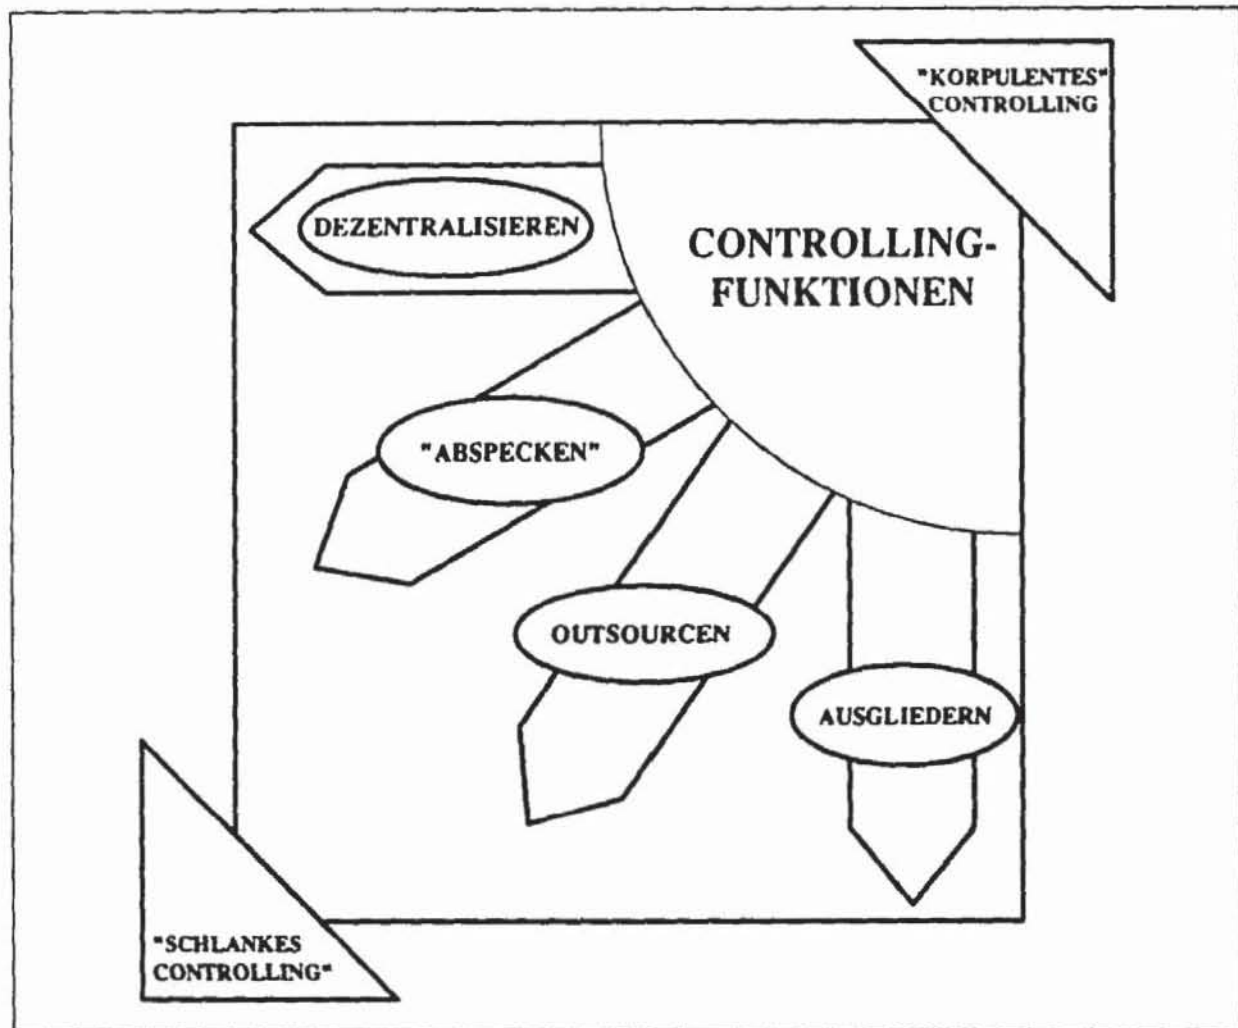 "KORPULENTES"
CONTROLLING
DEZENTRALISIEREN
CONTROLLING-
FUNKTIONEN
"ABSPECKEN"
OUTSOURCEN
AUSGLIEDERN
"SCHLANKES
CONTROLLING"